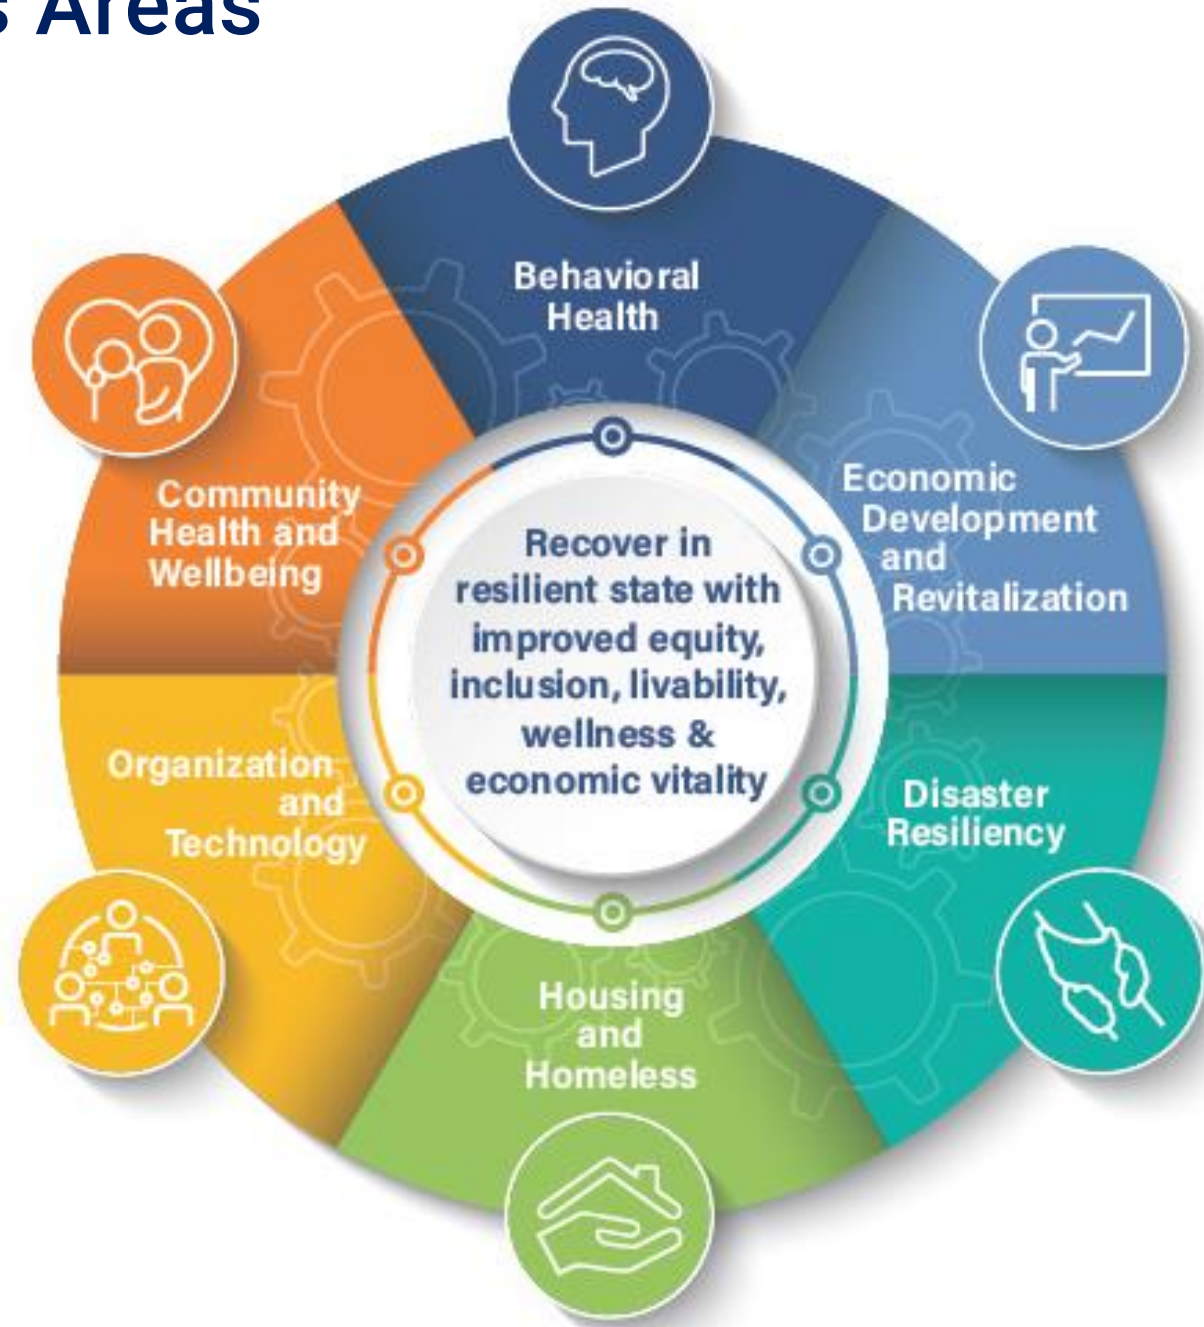 s Areas
Behavioral
Health
Economic
Development
and
Revitalization
Disaster
Resiliency
Housing
and
Homeless
Organization
and
Technology
Community
Health and
Wellbeing
Recover in
resilient state with
improved equity,
inclusion, livability,
wellness &
economic vitality